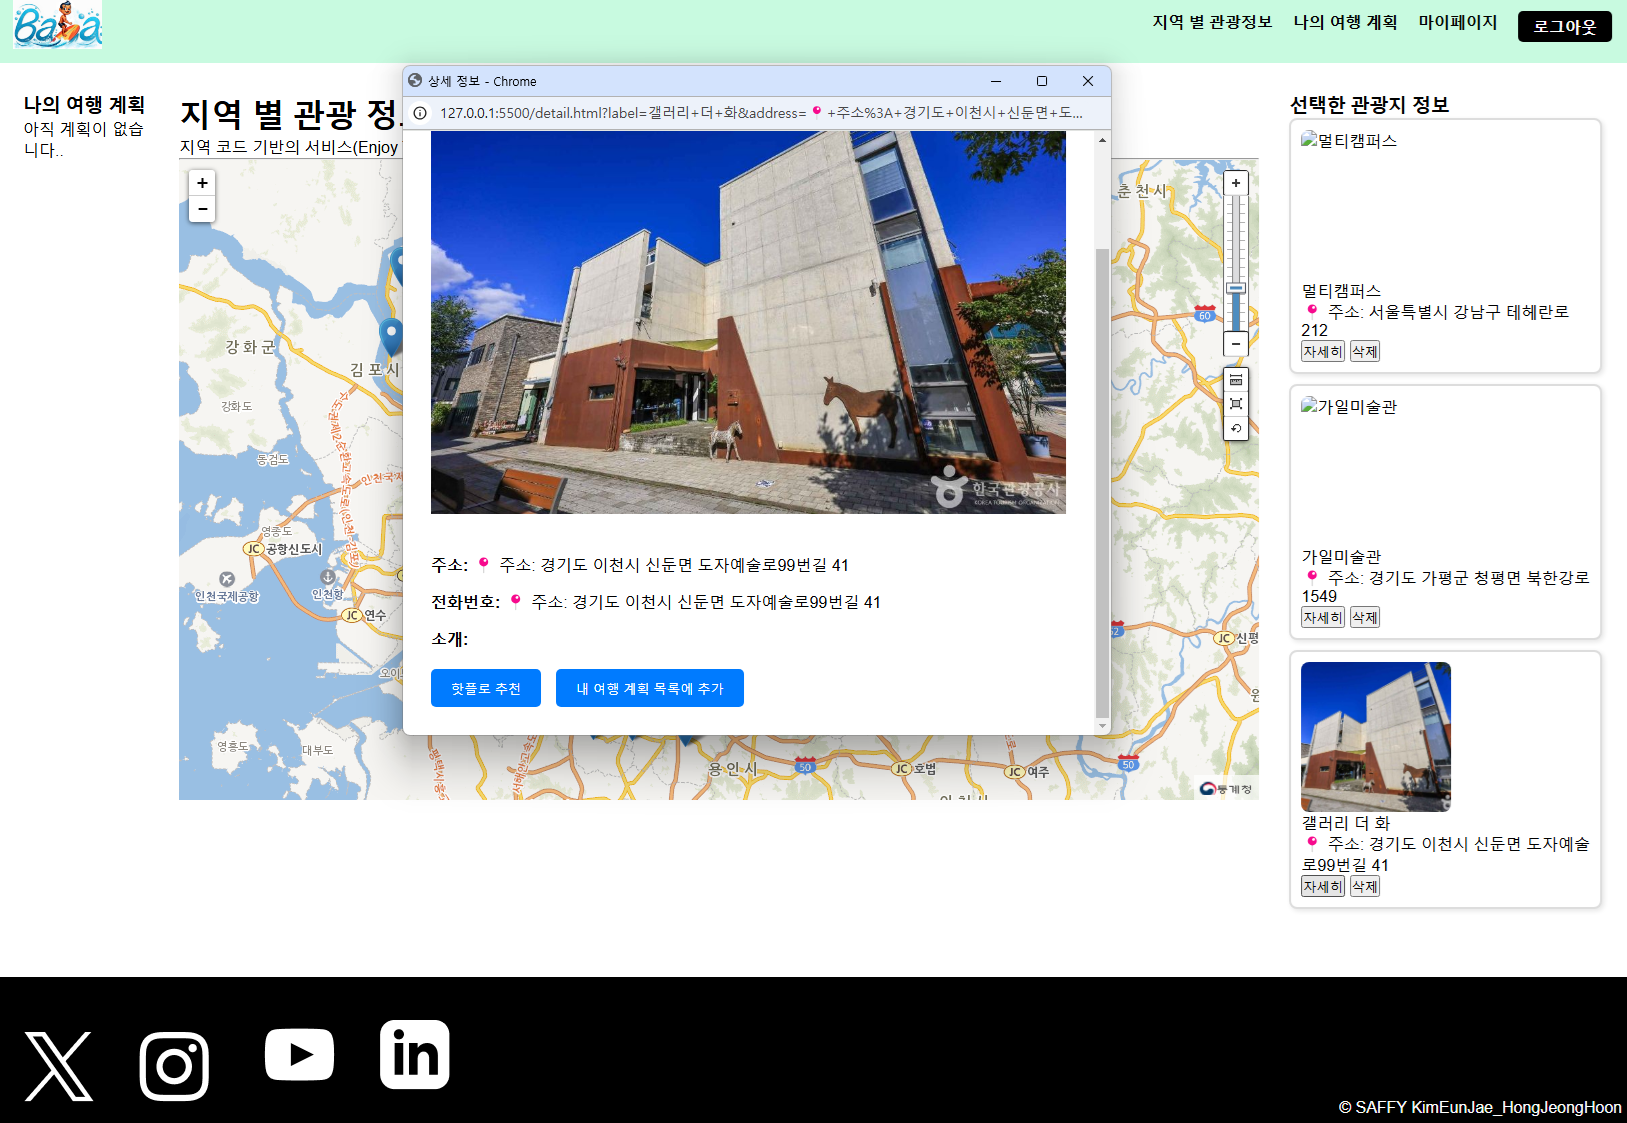 BaDa
지역 별 관광정보
나의 여행 계획
마이페이지
로그아웃
상세 정보 - Chrome
127.0.0.1:5500/detail.html?label=갤러리+더+화&address=📍+주소%3A+경기도+이천시+신둔면+도...
나의 여행 계획
아직 계획이 없습
니다..
지역 별 관광 정
지역 코드 기반의 서비스(Enjoy
+
−
강화군
김포시
강화도
동검도
영종도
JC 공항신도시
인천국제공항
인천항
JC 연수
영흥도
대부도
춘천시
60
JC 신평
용인시
50
JC 호법
JC 여주
50
통계청
한국관광공사
KOREA TOURISM ORGANIZATION
주소: 📍 주소: 경기도 이천시 신둔면 도자예술로99번길 41
전화번호: 📍 주소: 경기도 이천시 신둔면 도자예술로99번길 41
소개:
핫플로 추천
내 여행 계획 목록에 추가
선택한 관광지 정보
멀티캠퍼스
멀티캠퍼스
📍 주소: 서울특별시 강남구 테헤란로
212
자세히 삭제
가일미술관
가일미술관
📍 주소: 경기도 가평군 청평면 북한강로
1549
자세히 삭제
갤러리 더 화
📍 주소: 경기도 이천시 신둔면 도자예술
로99번길 41
자세히 삭제
in
© SAFFY KimEunJae_HongJeongHoon